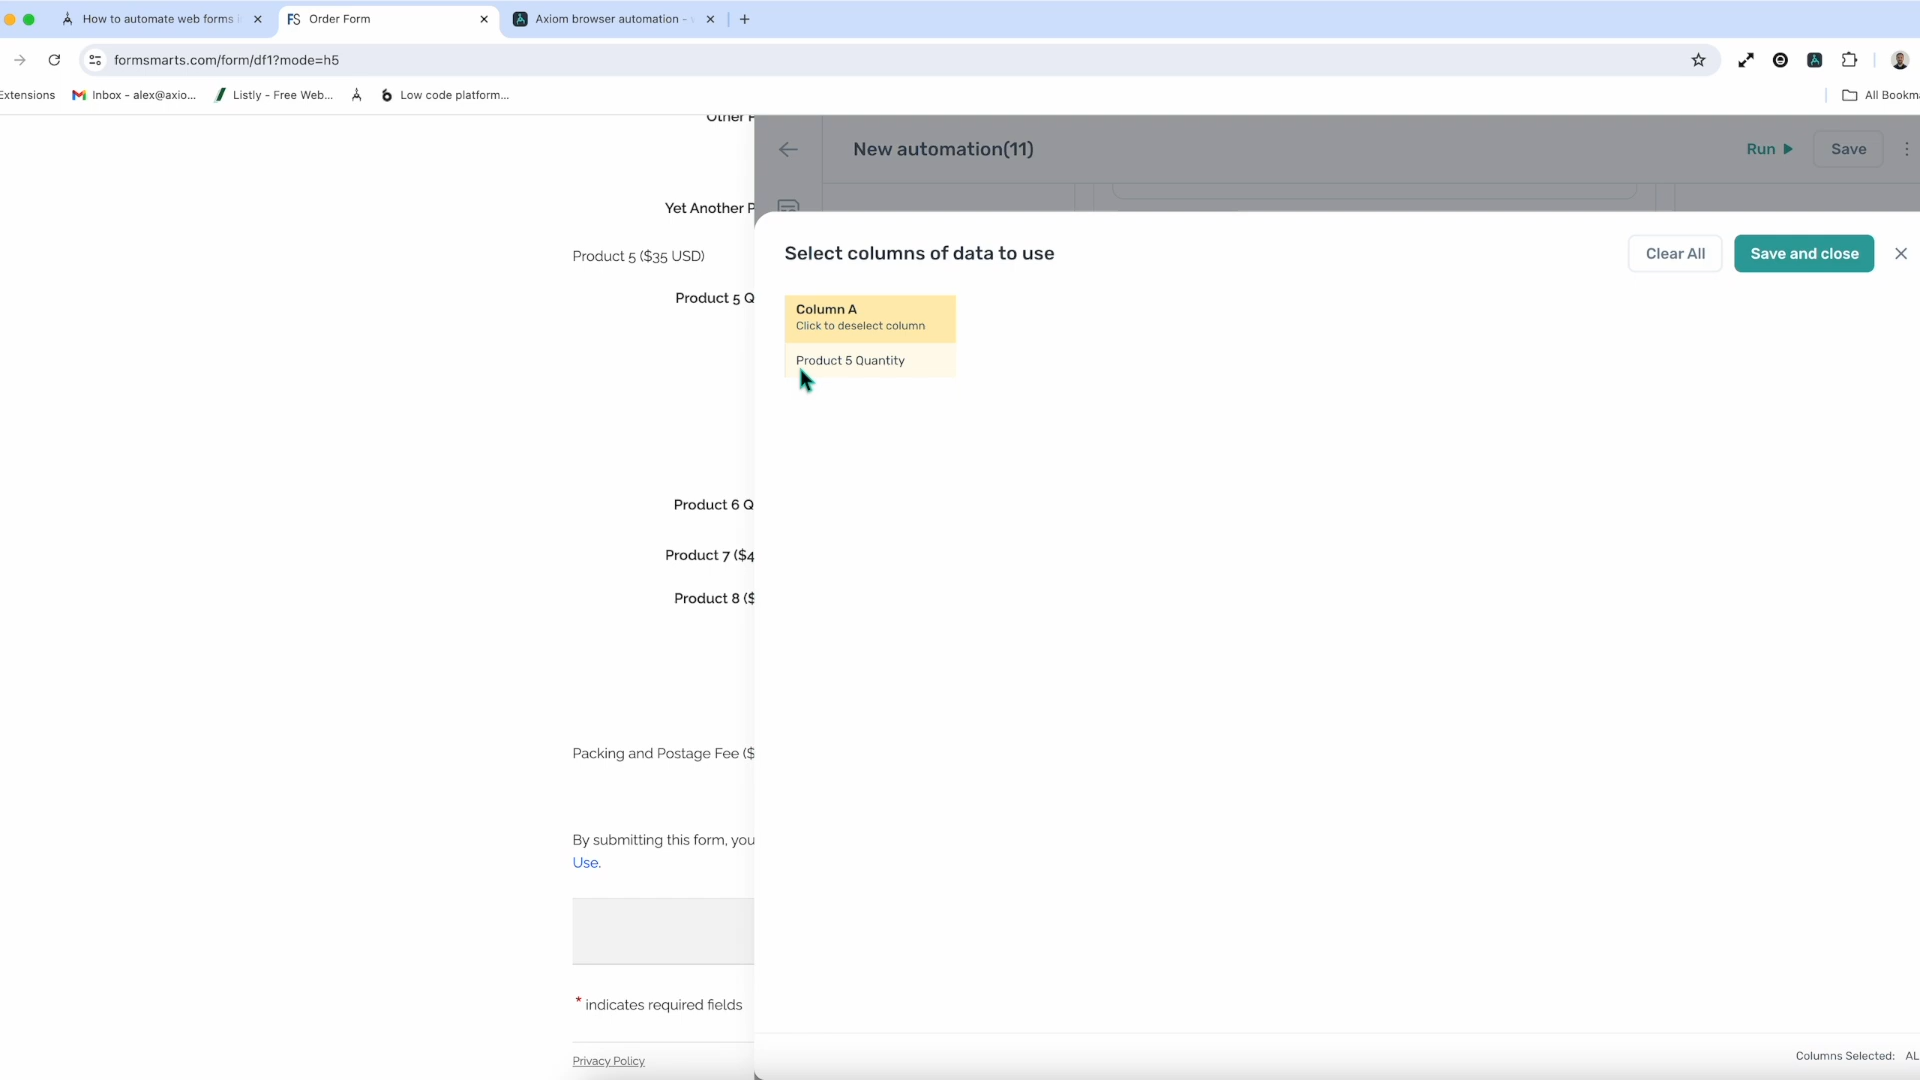 How to automate web forms
FS Order Form
Axiom browser automation -
formsmarts.com/form/df1?mode=h5
Extensions
Inbox - alex@axio...
Listly - Free Web...
Low code platform...
All Bookma
Other P
Yet Another P
Product 5 ($35 USD)
Product 5 Q
Product 6 Q
Product 7 ($4
Product 8 ($
Packing and Postage Fee ($
By submitting this form, you
Use.
* indicates required fields
Privacy Policy
New automation(11)
Run
Save
Select columns of data to use
Clear All
Save and close
Column A
Click to deselect column
Product 5 Quantity
Columns Selected: AL